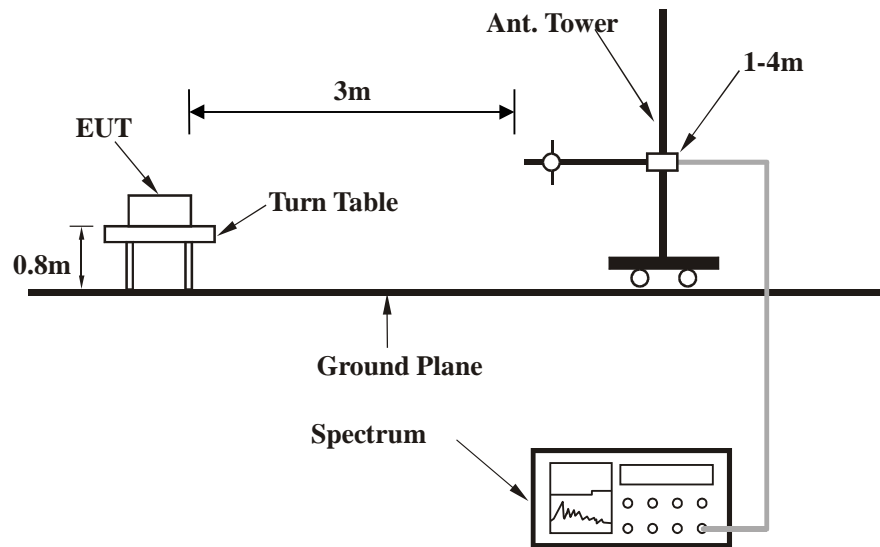 Ant. Tower
1-4m
3m
EUT
Turn Table
0.8m
Ground Plane
Spectrum